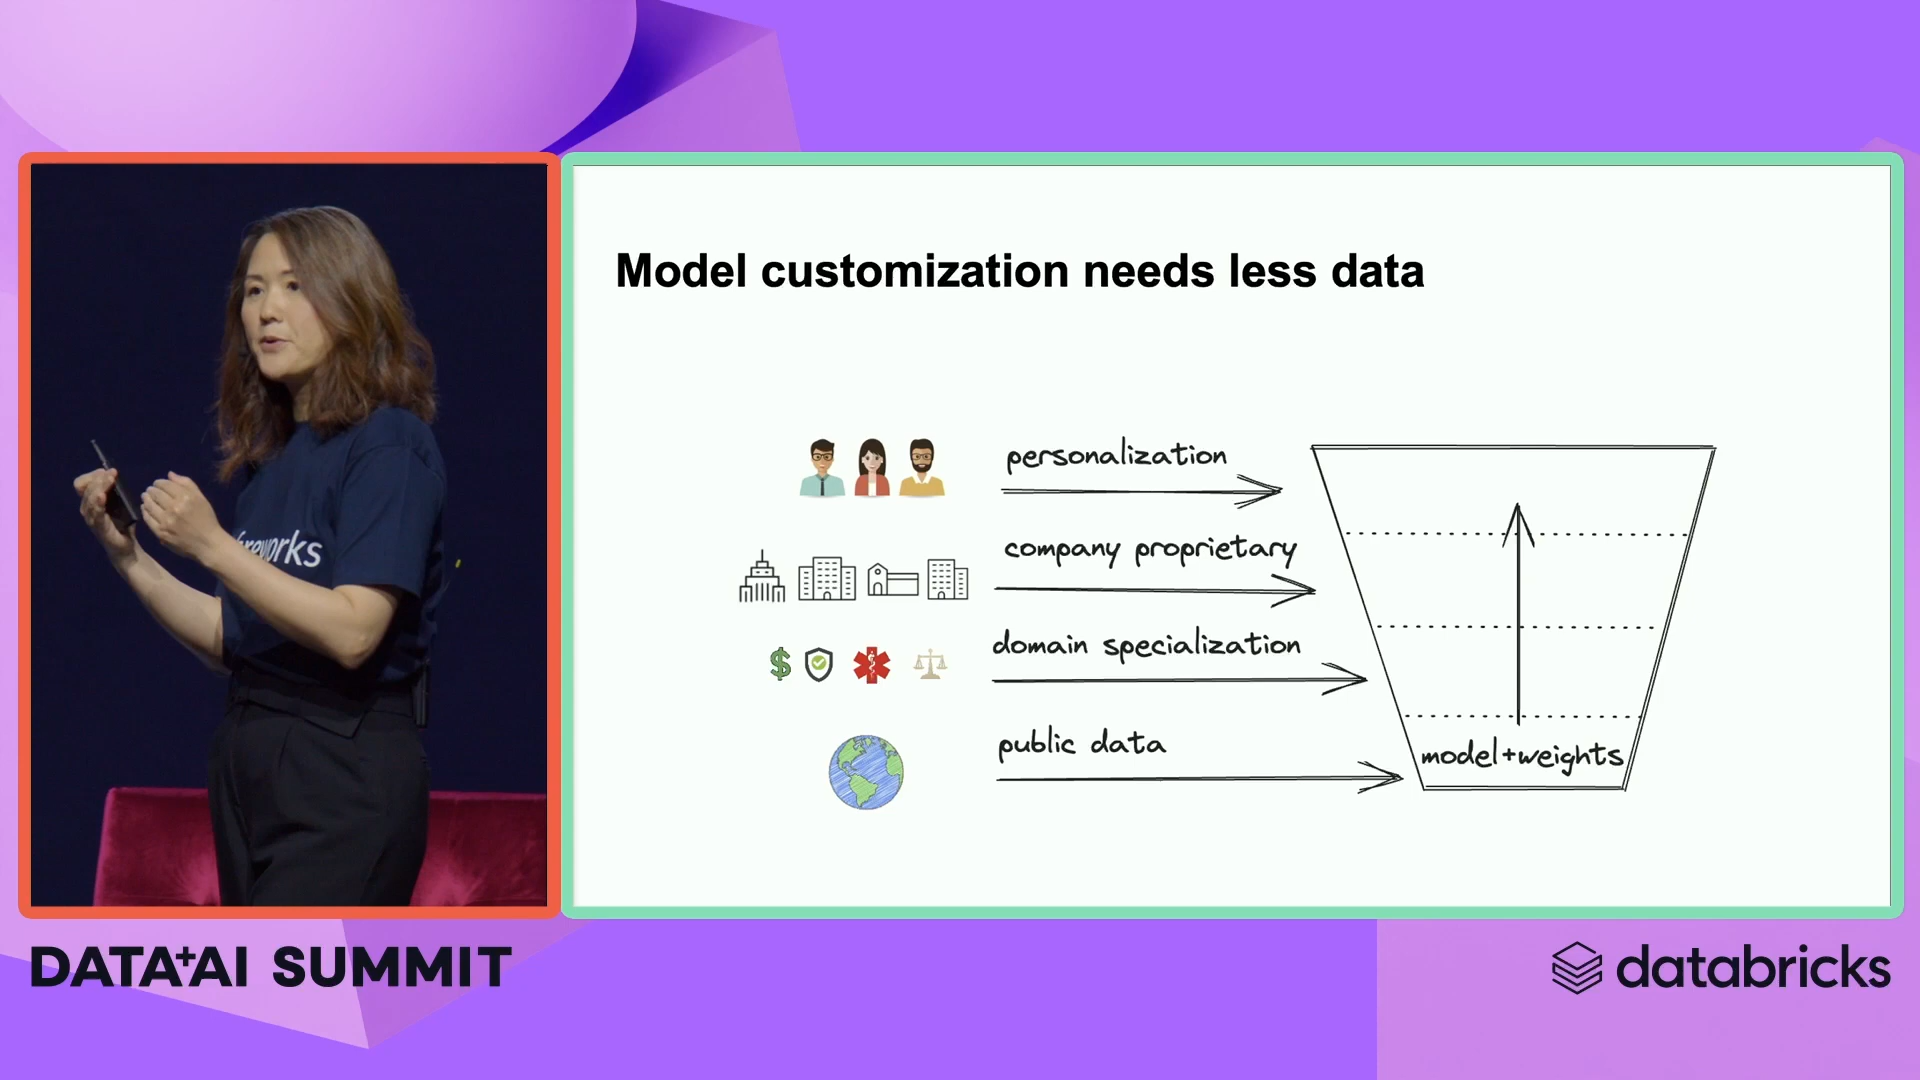 Model customization needs less data
personalization
company proprietary
domain specialization
public data
model+weights
DATA+AI SUMMIT
databricks